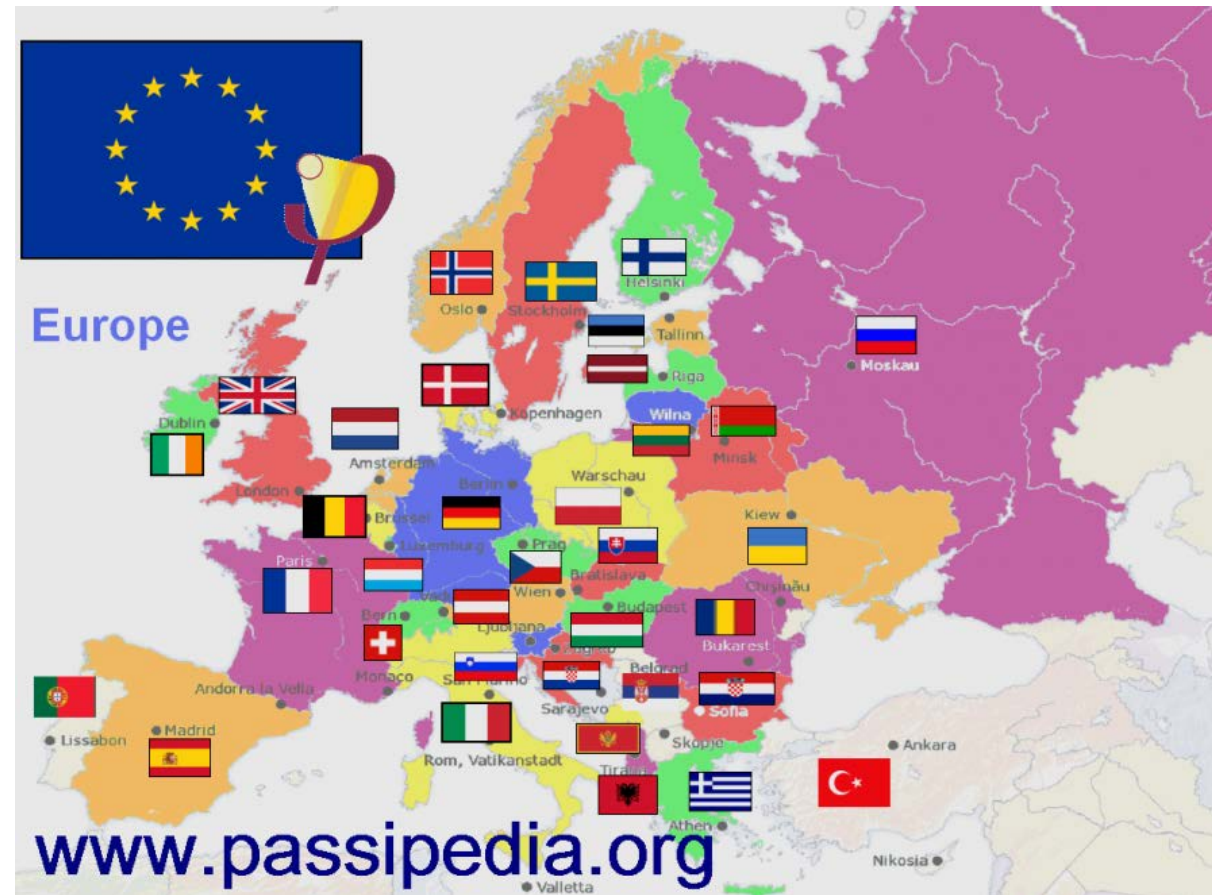 Europe
Helsinki
Oslo
Stockholm
Tallinn
Moskau
Riga
Kopenhagen
Wilna
Dublin
Minsk
Amsterdam
Warschau
London
Berlin
Brüssel
Kiew
Luxemburg
Prag
Paris
Bratislava
Wien
Chrşinău
Vadu
Budapest
Bern
Ljubljana
Zagreb
Bukarest
Belgrad
Monaco
San Marino
Andorra la Vella
Sarajevo
Sofia
Madrid
Lissabon
Skopje
Ankara
Rom, Vatikanstadt
Tirana
Athen
www.passipedia.org
Nikosia
Valletta